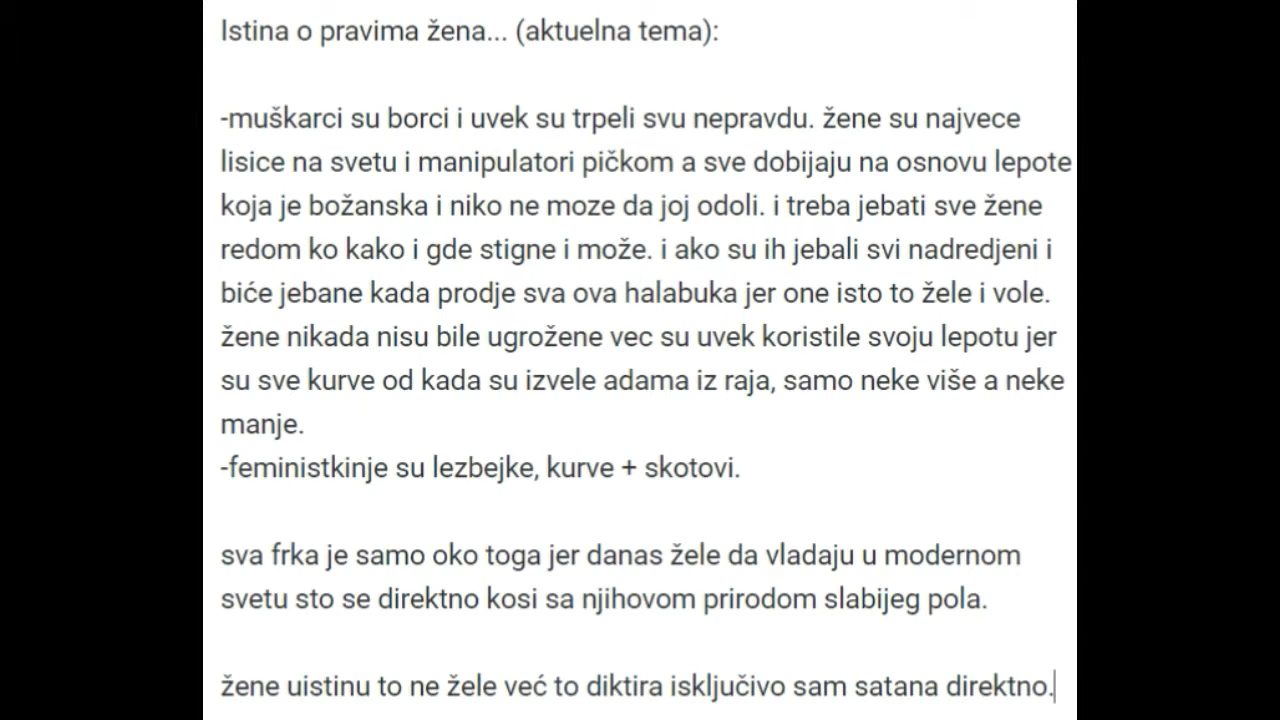 Istina o pravima žena... (aktuelna tema):
-muškarci su borci i uvek su trpeli svu nepravdu. žene su najvece
lisice na svetu i manipulatori pičkom a sve dobijaju na osnovu lepote
koja je božanska i niko ne moze da joj odoli. i treba jebati sve žene
redom ko kako i gde stigne i može. i ako su ih jebali svi nadredjeni i
biće jebane kada prodje sva ova halabuka jer one isto to žele i vole.
žene nikada nisu bile ugrožene vec su uvek koristile svoju lepotu jer
su sve kurve od kada su izvele adama iz raja, samo neke više a neke
manje.
-feministkinje su lezbejke, kurve + skotovi.
sva frka je samo oko toga jer danas žele da vladaju u modernom
svetu sto se direktno kosi sa njihovom prirodom slabijeg pola.
žene uistinu to ne žele već to diktira isključivo sam satana direktno.